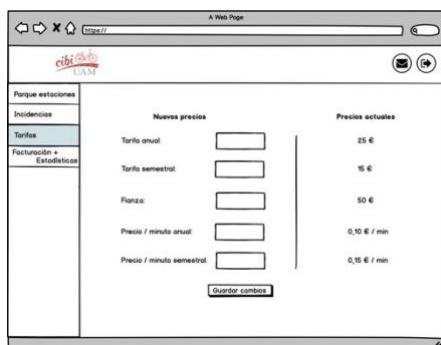 A Web Page
https://
cibi
UAM
Parque estaciones
Incidencias
Tarifas
Facturación +
Estadísticas
Nuevos precios
Precios actuales
Tarifa anual:
25 €
Tarifa semestral:
15 €
Fianza:
50 €
Precio / minuto anual:
0,10 € / min
Precio / minuto semestral:
0,15 € / min
Guardar cambios